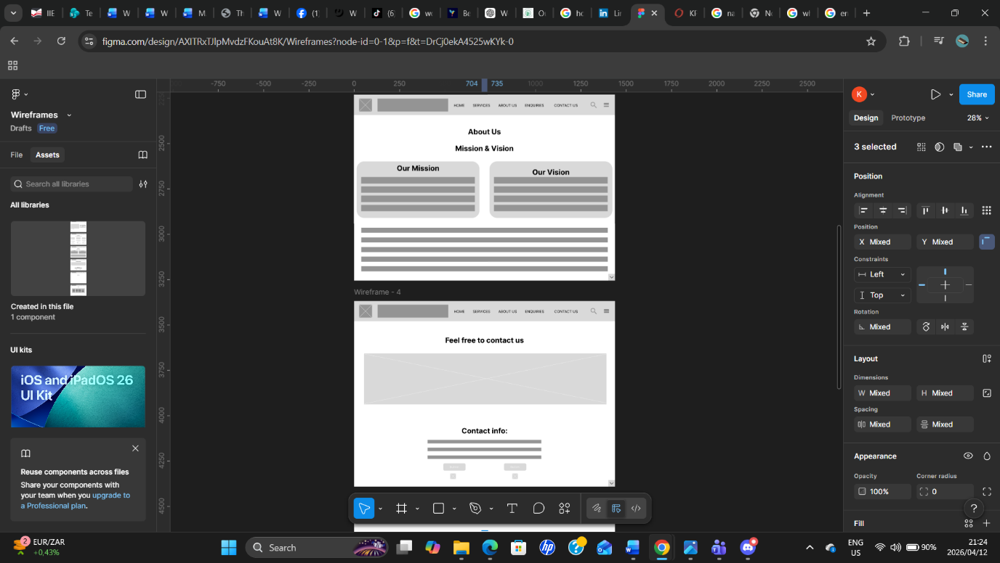 IIE
Te
W
W
M
Th
W
(1)
W
(6
we
Be
W
O
ho
Lin
KF
na
N
wl
en
figma.com/design/AXITRxTJlpMvdzFKouAt8K/Wireframes?node-id=0-1&p=f&t=DrCj0ekA4525wKYk-0
-750
-500
-250
0
250
704
735
1000
1250
1500
1750
2000
2250
2500
K
Share
Wireframes
Drafts
Free
Design
Prototype
28%
File
Assets
3 selected
Search all libraries
All libraries
Created in this file
1 component
UI kits
iOS and iPadOS 26
UI Kit
Reuse components across files
Share your components with
your team when you upgrade to
a Professional plan.
2500
2750
3000
3250
3500
3750
4000
4250
4500
HOME SERVICES ABOUT US ENQUIRIES CONTACT US
About Us
Mission & Vision
Our Mission
Our Vision
Wireframe - 4
HOME SERVICES ABOUT US ENQUIRIES CONTACT US
Feel free to contact us
Contact info:
Position
Alignment
Position
X Mixed
Y Mixed
Constraints
Left
Top
Rotation
Mixed
Layout
Dimensions
W Mixed
H Mixed
Spacing
Mixed
Mixed
Appearance
Opacity
Corner radius
100%
0
?
Fill
2
EUR/ZAR
+0,43%
Search
ENG
US
90%
21:24
2026/04/12